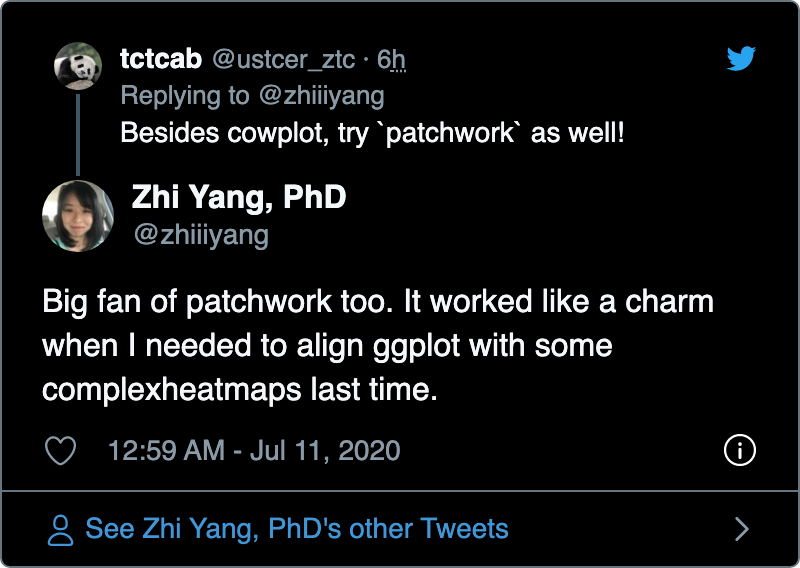 tctcab @ustcer_ztc · 6h
Replying to @zhiiiyang
Besides cowplot, try `patchwork` as well!
Zhi Yang, PhD
@zhiiiyang
Big fan of patchwork too. It worked like a charm
when I needed to align ggplot with some
complexheatmaps last time.
12:59 AM - Jul 11, 2020
See Zhi Yang, PhD's other Tweets